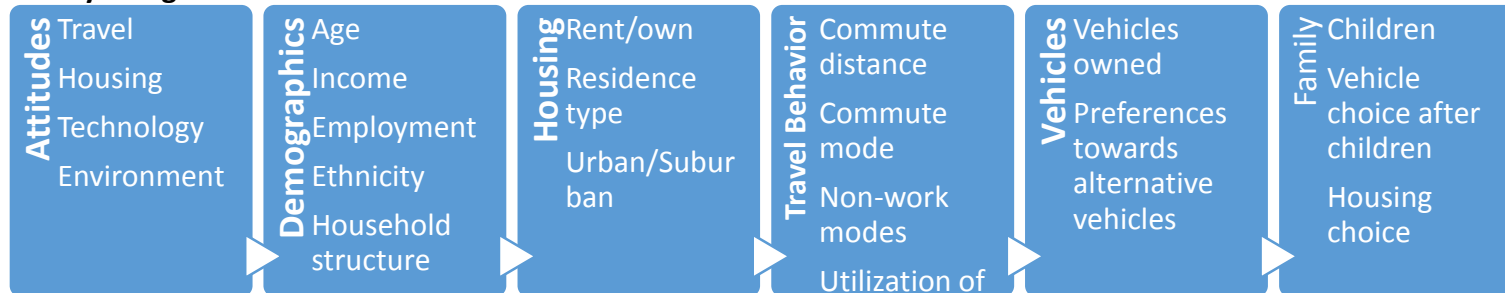 Attitudes
Travel
Housing
Technology
Environment
Demographics
Age
Income
Employment
Ethnicity
Household
structure
Housing
Rent/own
Residence
type
Urban/Subur
ban
Travel Behavior
Commute
distance
Commute
mode
Non-work
modes
Utilization of
Vehicles
Vehicles
owned
Preferences
towards
alternative
vehicles
Family
Children
Vehicle
choice after
children
Housing
choice